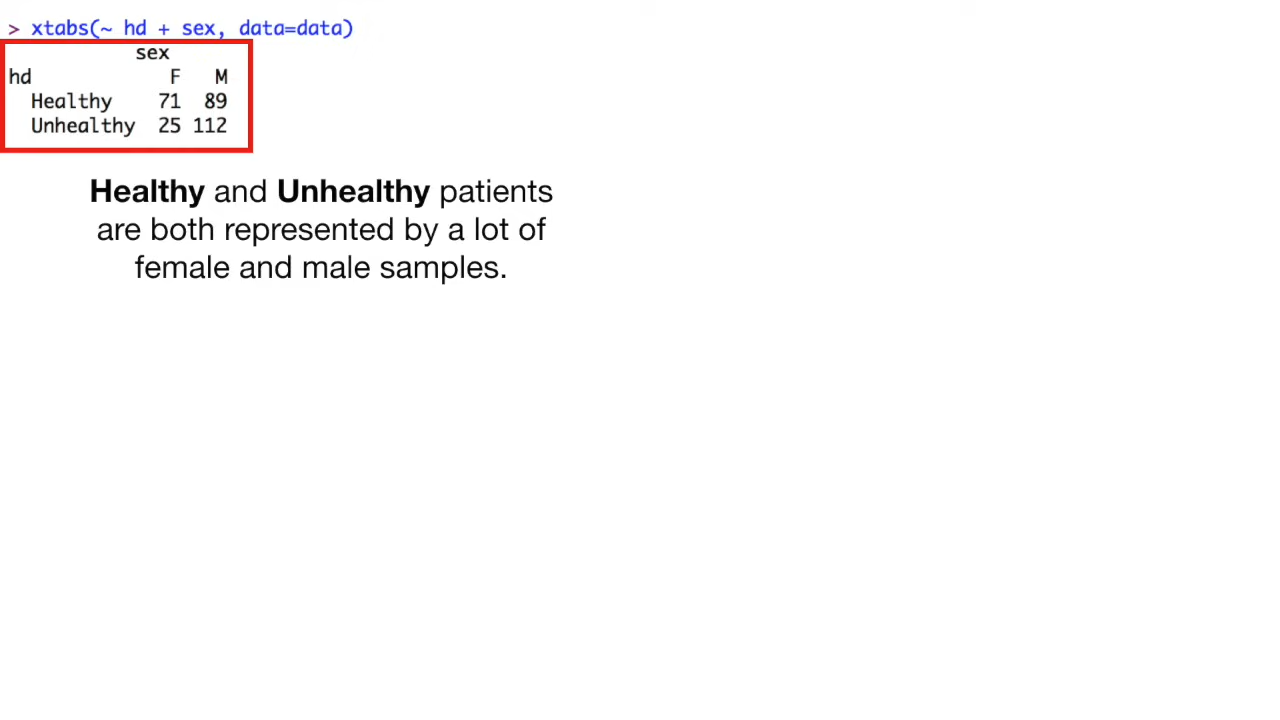 > xtabs(~ hd + sex, data=data)
sex
hd F M
Healthy 71 89
Unhealthy 25 112
Healthy and Unhealthy patients
are both represented by a lot of
female and male samples.